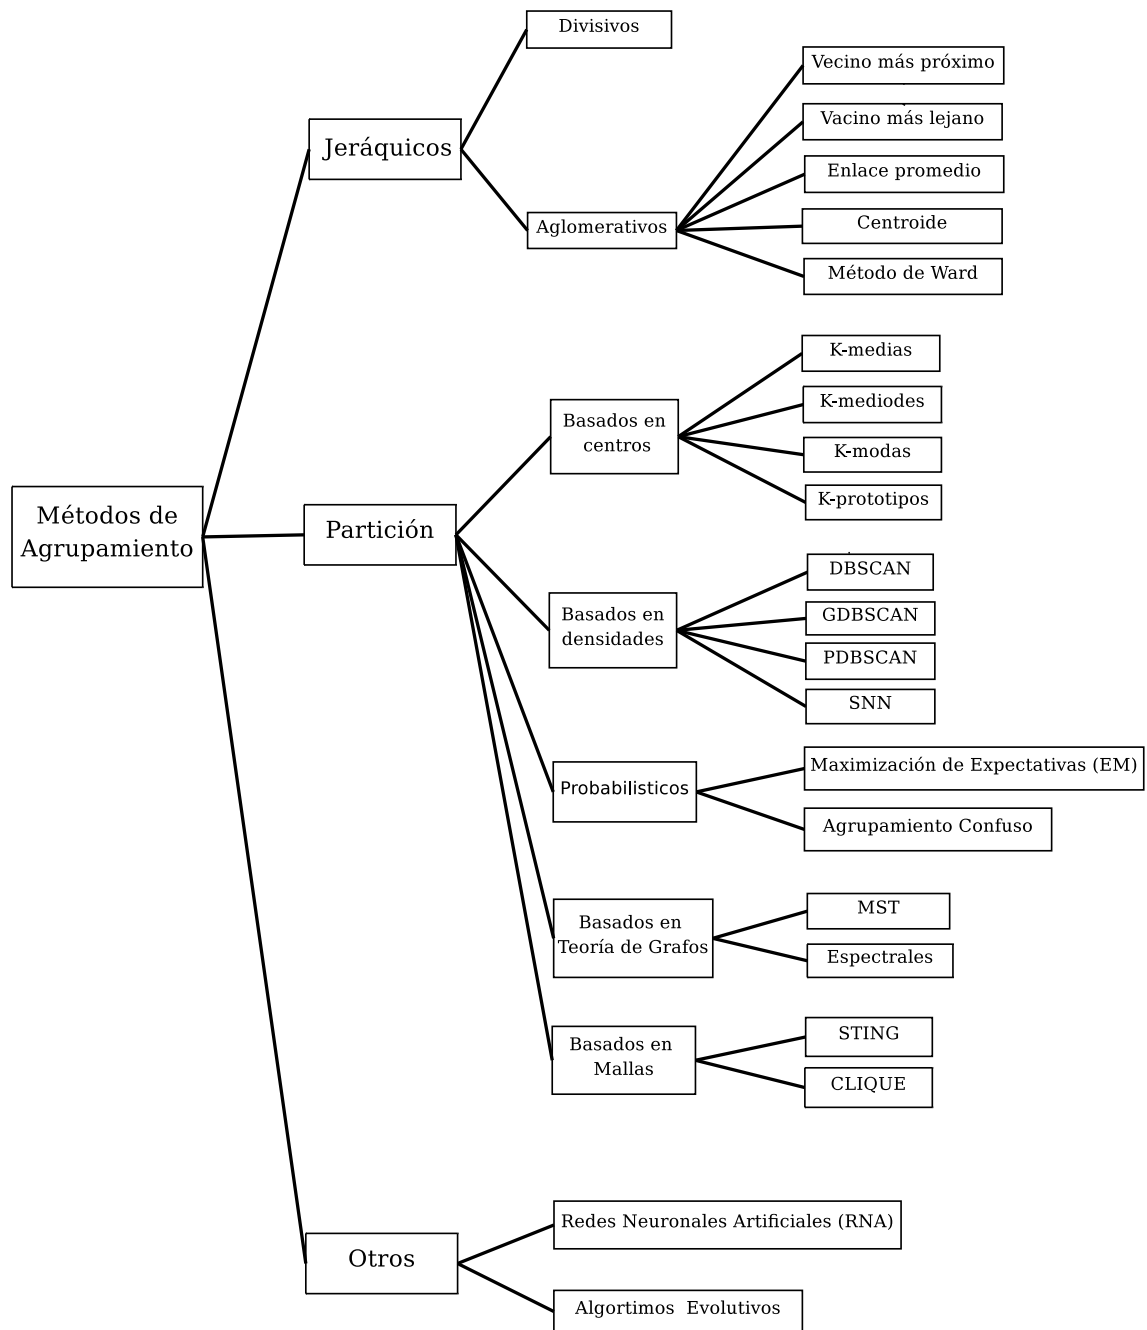 Divisivos
Vecino más próximo
Vacino más lejano
Jeráquicos
Enlace promedio
Aglomerativos
Centroide
Método de Ward
K-medias
Basados en
centros
K-mediodes
K-modas
K-prototipos
Métodos de
Agrupamiento
Partición
DBSCAN
Basados en
densidades
GDBSCAN
PDBSCAN
SNN
Probabilisticos
Maximización de Expectativas (EM)
Agrupamiento Confuso
Basados en
Teoría de Grafos
MST
Espectrales
Basados en
Mallas
STING
CLIQUE
Otros
Redes Neuronales Artificiales (RNA)
Algortimos Evolutivos